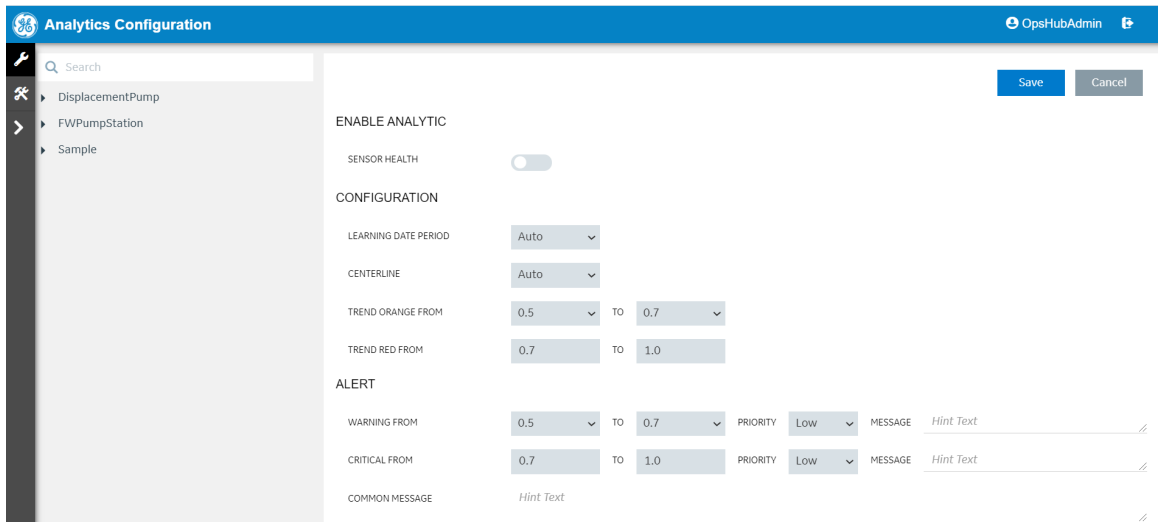 Analytics Configuration
OpsHubAdmin
Search
DisplacementPump
FWPumpStation
Sample
Save Cancel
ENABLE ANALYTIC
SENSOR HEALTH
CONFIGURATION
LEARNING DATE PERIOD Auto
CENTERLINE Auto
TREND ORANGE FROM 0.5 TO 0.7
TREND RED FROM 0.7 TO 1.0
ALERT
WARNING FROM 0.5 TO 0.7 PRIORITY Low MESSAGE Hint Text
CRITICAL FROM 0.7 TO 1.0 PRIORITY Low MESSAGE Hint Text
COMMON MESSAGE Hint Text